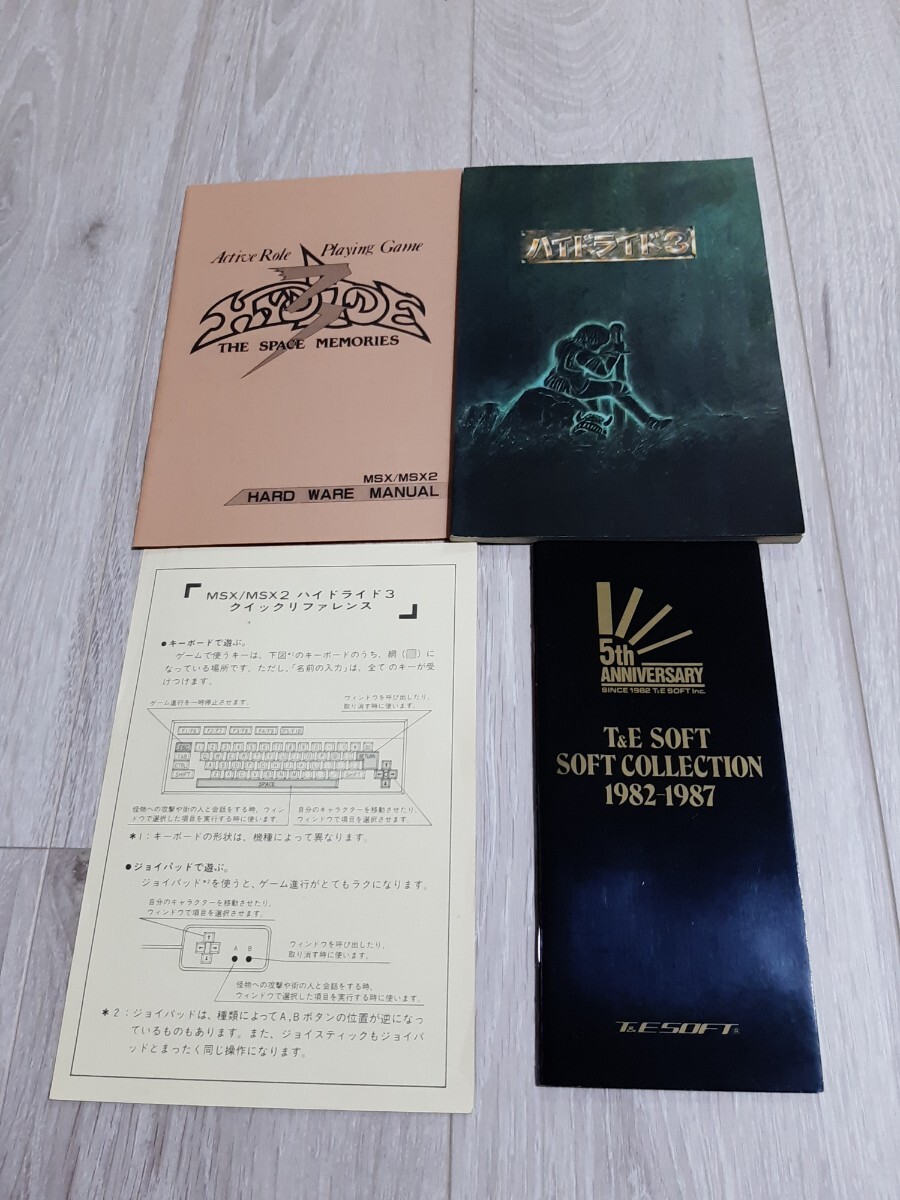 Active Role Playing Game
HYDLIDE 3
THE SPACE MEMORIES
MSX/MSX2
HARD WARE MANUAL
ハイドライド3
「MSX/MSX2 ハイドライド3
クイックリファレンス」
●キーボードで遊ぶ。
ゲームで使うキーは、下図*¹のキーボードのうち、網(▒)に
なっている場所です。ただし、「名前の入力」は、全てのキーが受
けつけます。
ゲーム進行を一時停止させます。
ウィンドウを呼び出したり、
取り消す時に使います。
ESC
TAB
CTRL
SHIFT
RETURN
SHIFT
SPACE
怪物への攻撃や街の人と会話をする時、ウィン
ドウで選択した項目を実行する時に使います。
自分のキャラクターを移動させたり、
ウィンドウで項目を選択させます。
*1:キーボードの形状は、機種によって異なります。
●ジョイパッドで遊ぶ。
ジョイパッド*²を使うと、ゲーム進行がとてもラクになります。
自分のキャラクターを移動させたり、
ウィンドウで項目を選択させます。
A B
ウィンドウを呼び出したり、
取り消す時に使います。
怪物への攻撃や街の人と会話をする時、
ウィンドウで選択した項目を実行する時に使います。
*2:ジョイパッドは、種類によってA,Bボタンの位置が逆になっ
ているものもあります。また、ジョイスティックもジョイパ
ッドとまったく同じ操作になります。
5th
ANNIVERSARY
SINCE 1982 T&E SOFT Inc.
T&E SOFT
SOFT COLLECTION
1982-1987
T&E SOFT